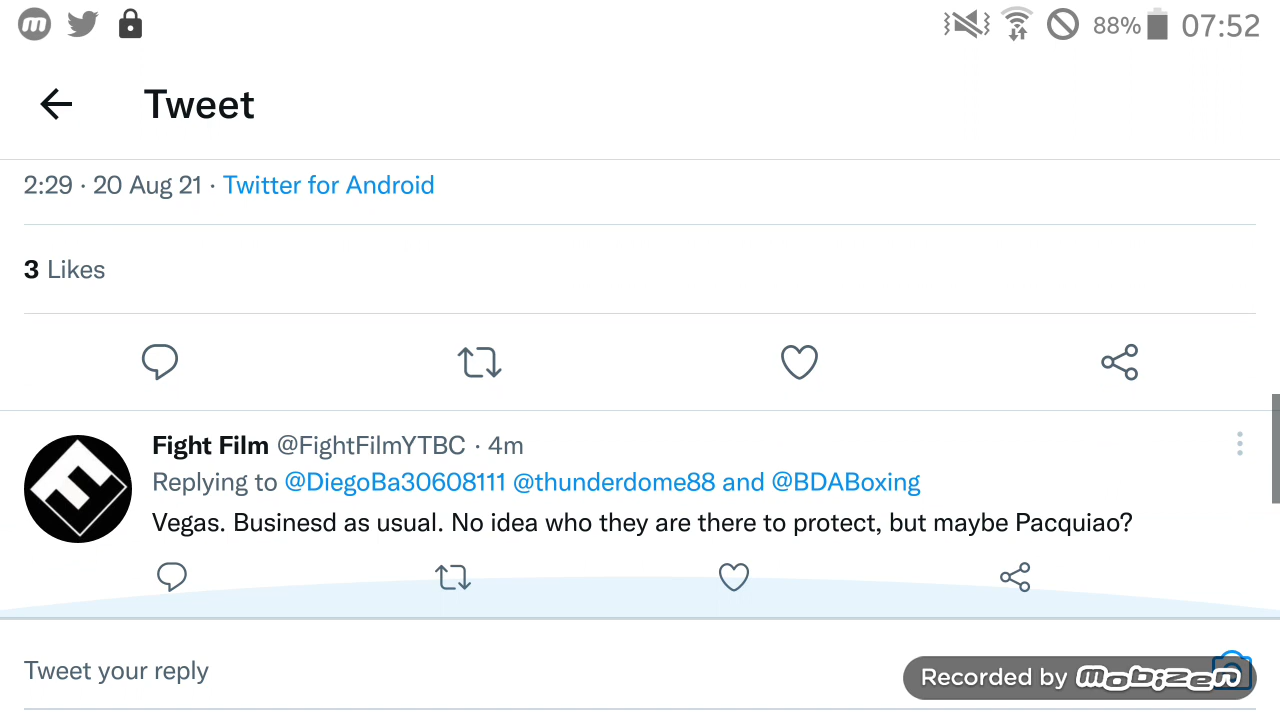 88% 07:52
Tweet
2:29 · 20 Aug 21 · Twitter for Android
3 Likes
Fight Film @FightFilmYTBC · 4m
Replying to @DiegoBa30608111 @thunderdome88 and @BDABoxing
Vegas. Businesd as usual. No idea who they are there to protect, but maybe Pacquiao?
Tweet your reply
Recorded by mobizen